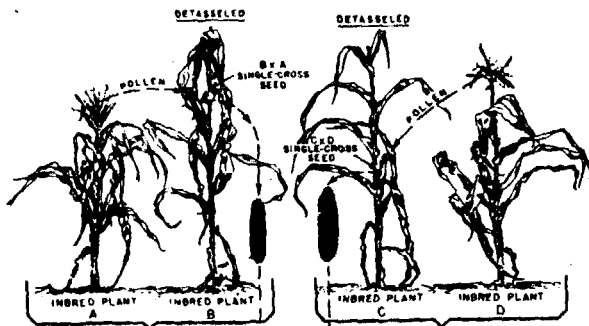 DETASSELED
DETASSELED
POLLEN
B x A
SINGLE-CROSS
SEED
POLLEN
C x D
SINGLE-CROSS
SEED
INBRED PLANT
A
INBRED PLANT
B
INBRED PLANT
C
INBRED PLANT
D